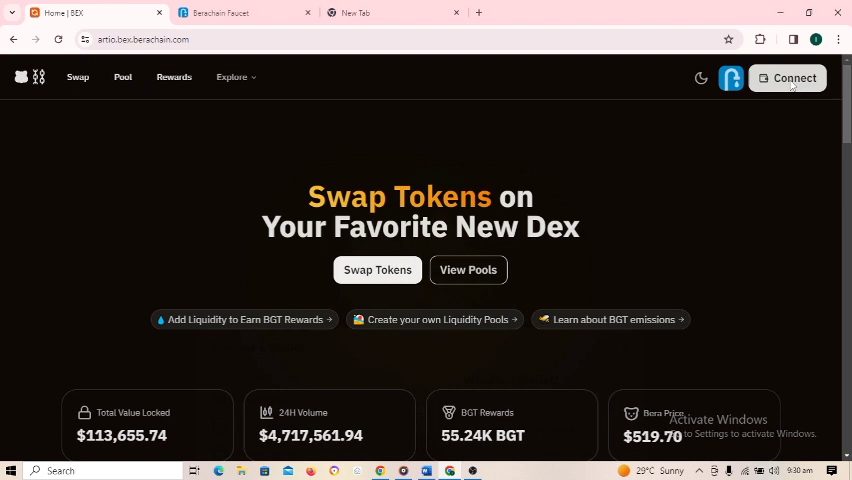 Home | BEX
Berachain Faucet
New Tab
artio.bex.berachain.com
Swap
Pool
Rewards
Explore
Connect
Swap Tokens on
Your Favorite New Dex
Swap Tokens
View Pools
Add Liquidity to Earn BGT Rewards
Create your own Liquidity Pools
Learn about BGT emissions
Total Value Locked
$113,655.74
24H Volume
$4,717,561.94
BGT Rewards
55.24K BGT
Bera Price
$519.70
Activate Windows
to Settings to activate Windows.
Search
29°C Sunny
9:30 am